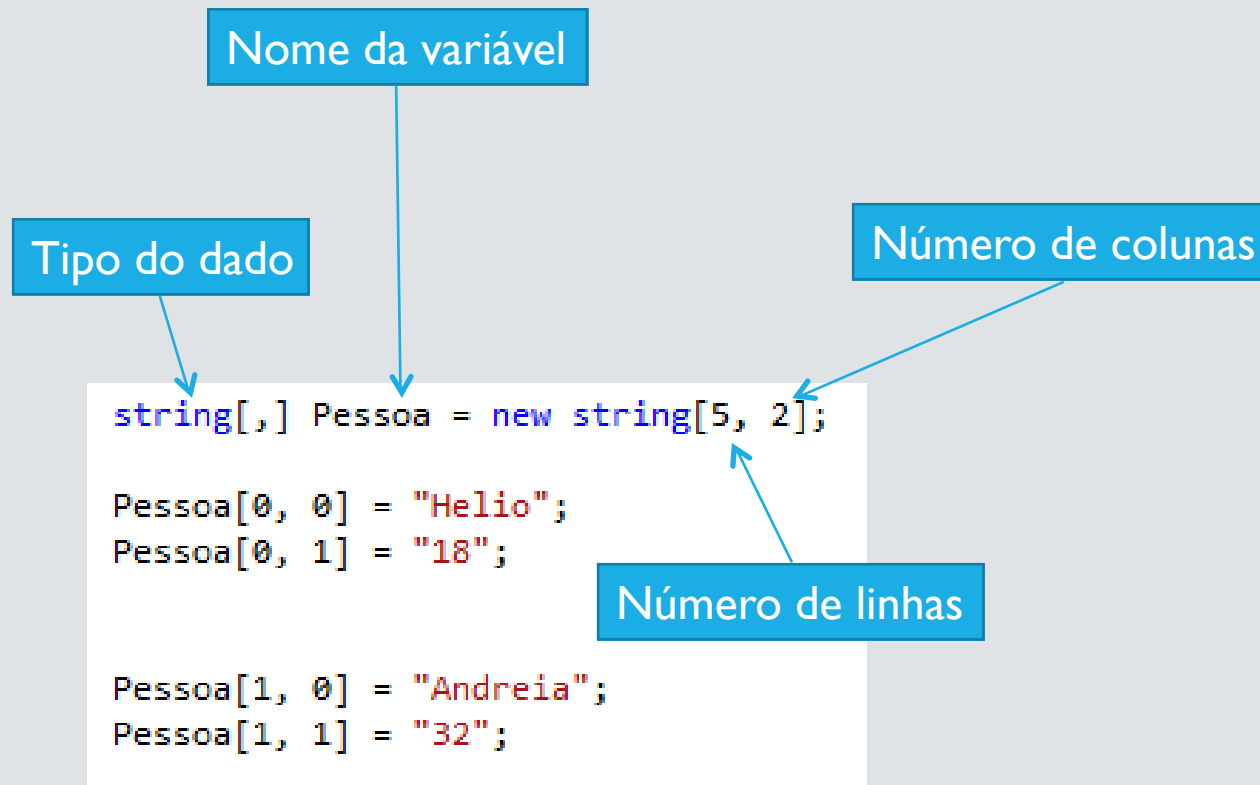 Nome da variável
Tipo do dado
Número de colunas
string[,] Pessoa = new string[5, 2];
Pessoa[0, 0] = "Helio";
Pessoa[0, 1] = "18";
Número de linhas
Pessoa[1, 0] = "Andreia";
Pessoa[1, 1] = "32";